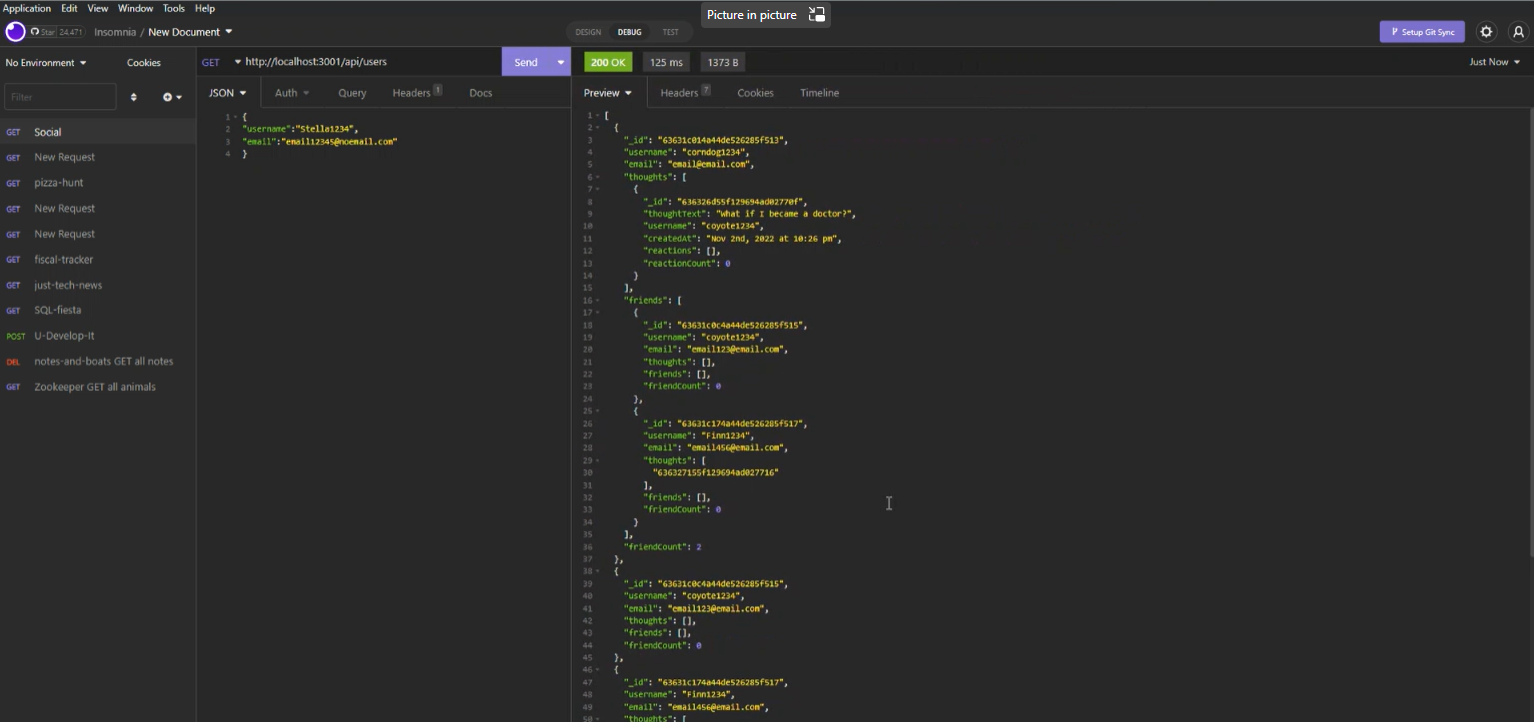 Application Edit View Window Tools Help
Picture in picture
Star 24,471 Insomnia / New Document
DESIGN DEBUG TEST
Setup Git Sync
No Environment Cookies
GET http://localhost:3001/api/users Send
200 OK 125 ms 1373 B Just Now
Filter
JSON Auth Query Headers 1 Docs
Preview Headers 7 Cookies Timeline
GET Social
GET New Request
GET pizza-hunt
GET New Request
GET New Request
GET fiscal-tracker
GET just-tech-news
GET SQL-fiesta
POST U-Develop-It
DEL notes-and-boats GET all notes
GET Zookeeper GET all animals
1 {
2 "username":"Stella1234",
3 "email":"email12345@noemail.com"
4 }
1 [
2 {
3 "_id": "63631c014a44de526285f513",
4 "username": "corndog1234",
5 "email": "email@email.com",
6 "thoughts": [
7 {
8 "_id": "636326d55f129694ad02770f",
9 "thoughtText": "What if I became a doctor?",
10 "username": "coyote1234",
11 "createdAt": "Nov 2nd, 2022 at 10:26 pm",
12 "reactions": [],
13 "reactionCount": 0
14 }
15 ],
16 "friends": [
17 {
18 "_id": "63631c0c4a44de526285f515",
19 "username": "coyote1234",
20 "email": "email123@email.com",
21 "thoughts": [],
22 "friends": [],
23 "friendCount": 0
24 },
25 {
26 "_id": "63631c174a44de526285f517",
27 "username": "Finn1234",
28 "email": "email456@email.com",
29 "thoughts": [
30 "636327155f129694ad027716"
31 ],
32 "friends": [],
33 "friendCount": 0
34 }
35 ],
36 "friendCount": 2
37 },
38 {
39 "_id": "63631c0c4a44de526285f515",
40 "username": "coyote1234",
41 "email": "email123@email.com",
42 "thoughts": [],
43 "friends": [],
44 "friendCount": 0
45 },
46 {
47 "_id": "63631c174a44de526285f517",
48 "username": "Finn1234",
49 "email": "email456@email.com",
50 "thoughts": [